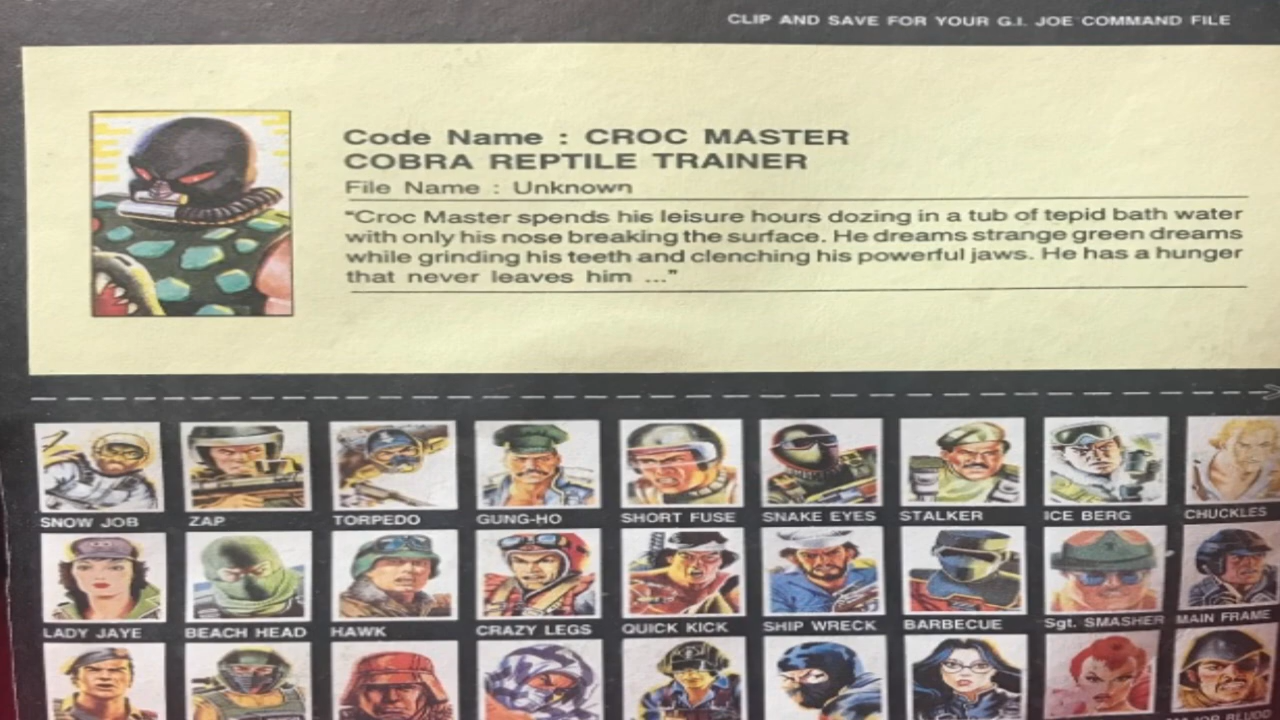 CLIP AND SAVE FOR YOUR G.I. JOE COMMAND FILE
Code Name : CROC MASTER
COBRA REPTILE TRAINER
File Name : Unknown
"Croc Master spends his leisure hours dozing in a tub of tepid bath water
with only his nose breaking the surface. He dreams strange green dreams
while grinding his teeth and clenching his powerful jaws. He has a hunger
that never leaves him ..."
SNOW JOB ZAP TORPEDO GUNG-HO SHORT FUSE SNAKE EYES STALKER ICE BERG CHUCKLES
LADY JAYE BEACH HEAD HAWK CRAZY LEGS QUICK KICK SHIP WRECK BARBECUE Sgt. SMASHER MAIN FRAME